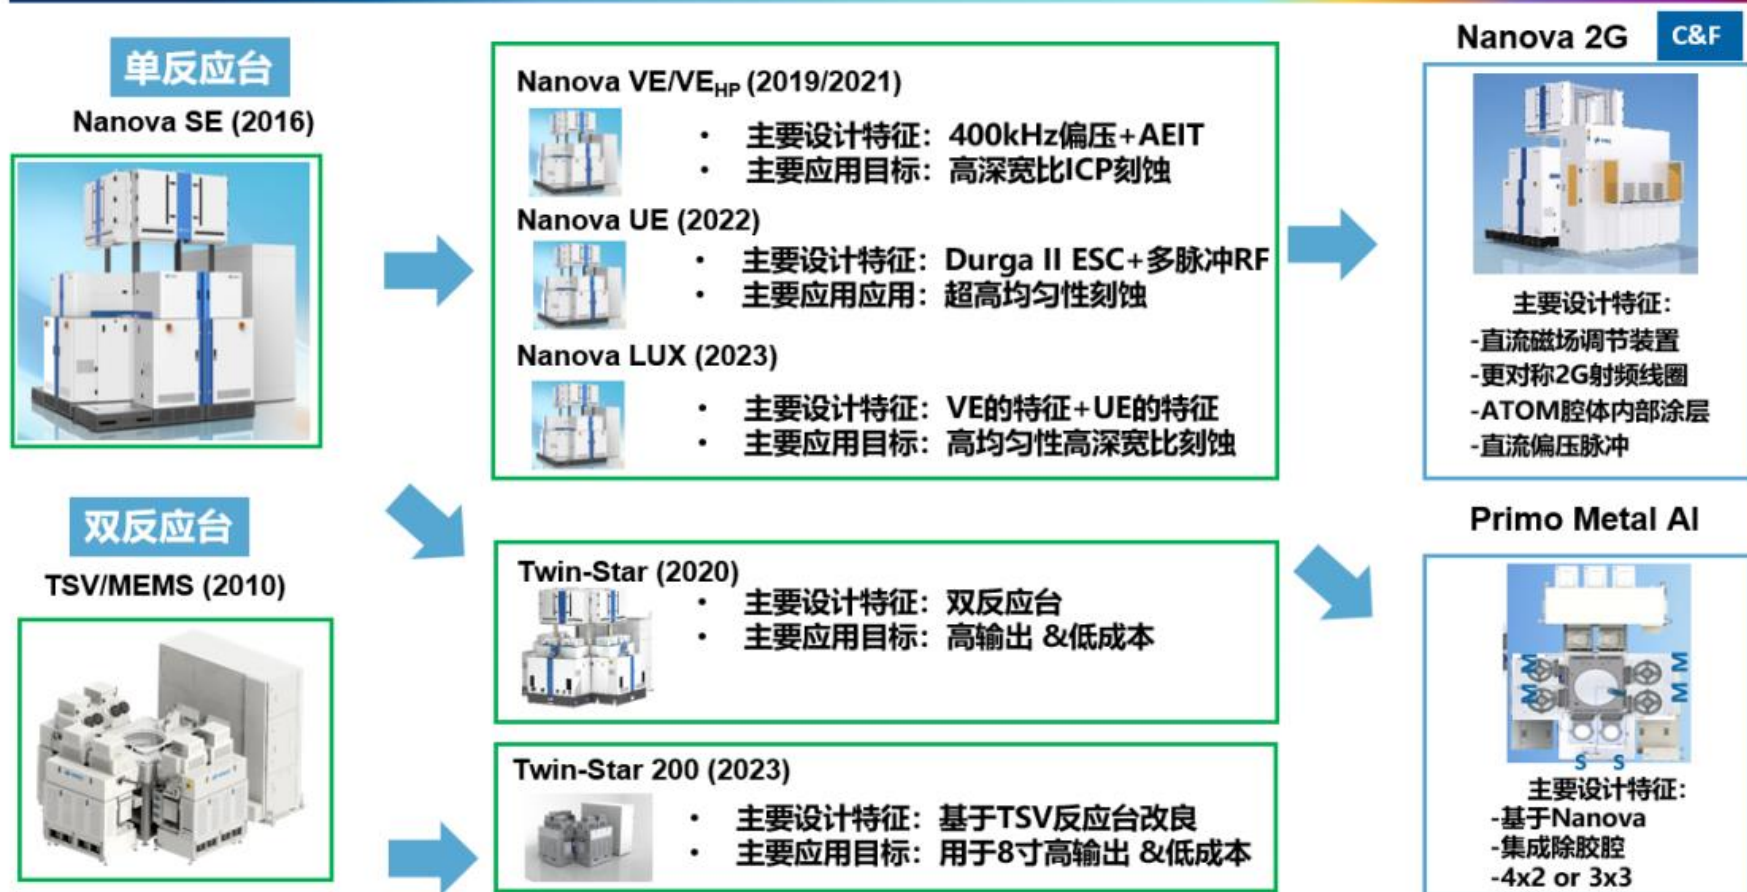 单反应台
Nanova SE (2016)
Nanova VE/VEHP (2019/2021)
• 主要设计特征：400kHz偏压+AEIT
• 主要应用目标：高深宽比ICP刻蚀
Nanova UE (2022)
• 主要设计特征：Durga II ESC+多脉冲RF
• 主要应用应用：超高均匀性刻蚀
Nanova LUX (2023)
• 主要设计特征：VE的特征+UE的特征
• 主要应用目标：高均匀性高深宽比刻蚀
Nanova 2G
C&F
主要设计特征：
-直流磁场调节装置
-更对称2G射频线圈
-ATOM腔体内部涂层
-直流偏压脉冲
双反应台
TSV/MEMS (2010)
Twin-Star (2020)
• 主要设计特征：双反应台
• 主要应用目标：高输出 &低成本
Twin-Star 200 (2023)
• 主要设计特征：基于TSV反应台改良
• 主要应用目标：用于8寸高输出 &低成本
Primo Metal Al
M
M
M
M
S S
主要设计特征：
-基于Nanova
-集成除胶腔
-4x2 or 3x3